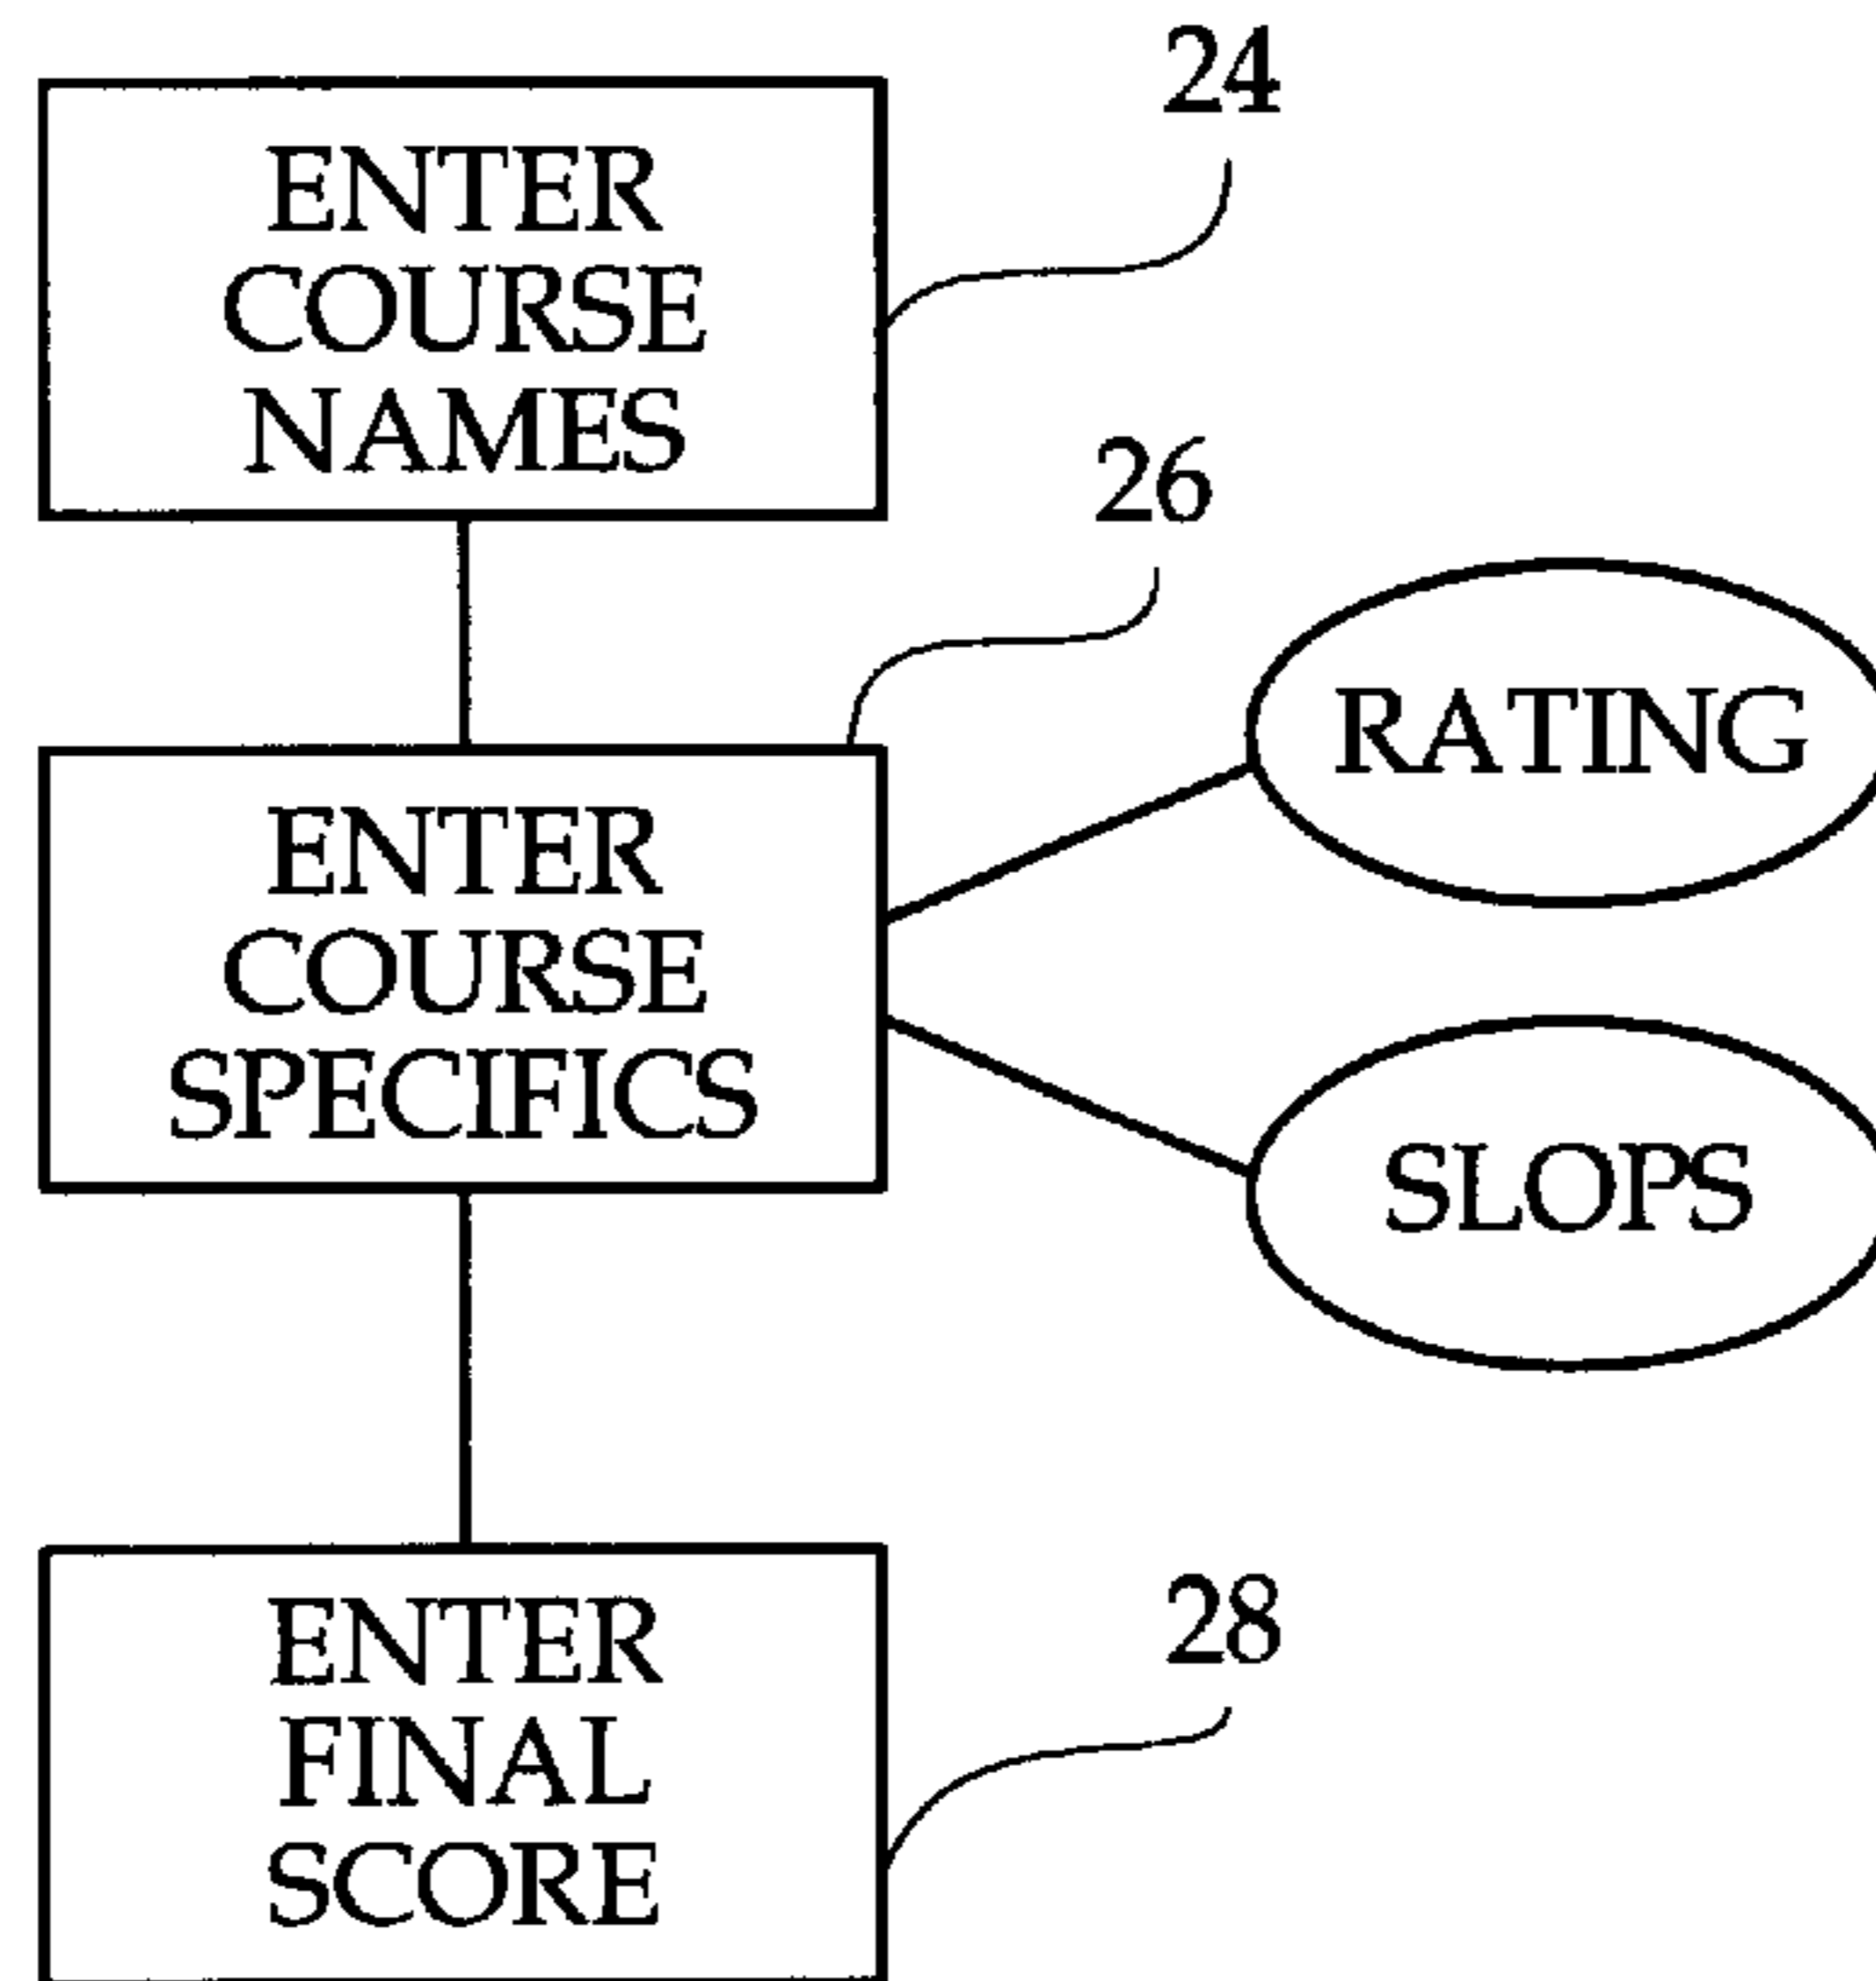 24
ENTER
COURSE
NAMES
26
RATING
ENTER
COURSE
SPECIFICS
SLOPS
ENTER
FINAL
SCORE
28